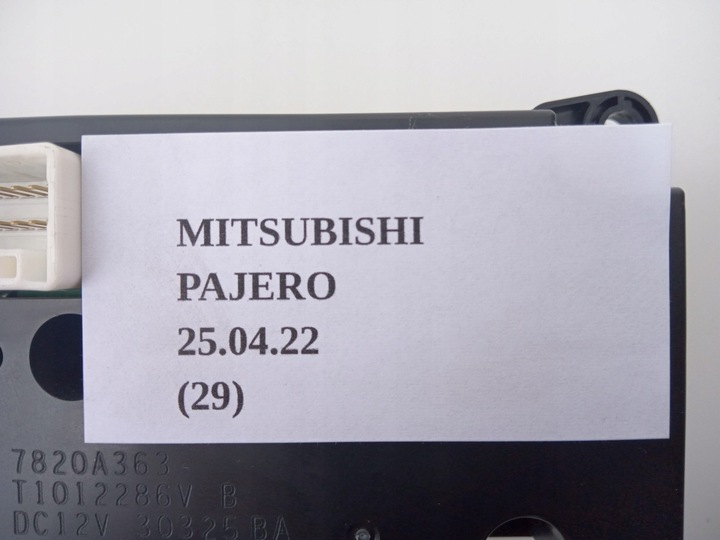 MITSUBISHI
PAJERO
25.04.22
(29)
7820A363
T1012286V B
DC12V 30325BA